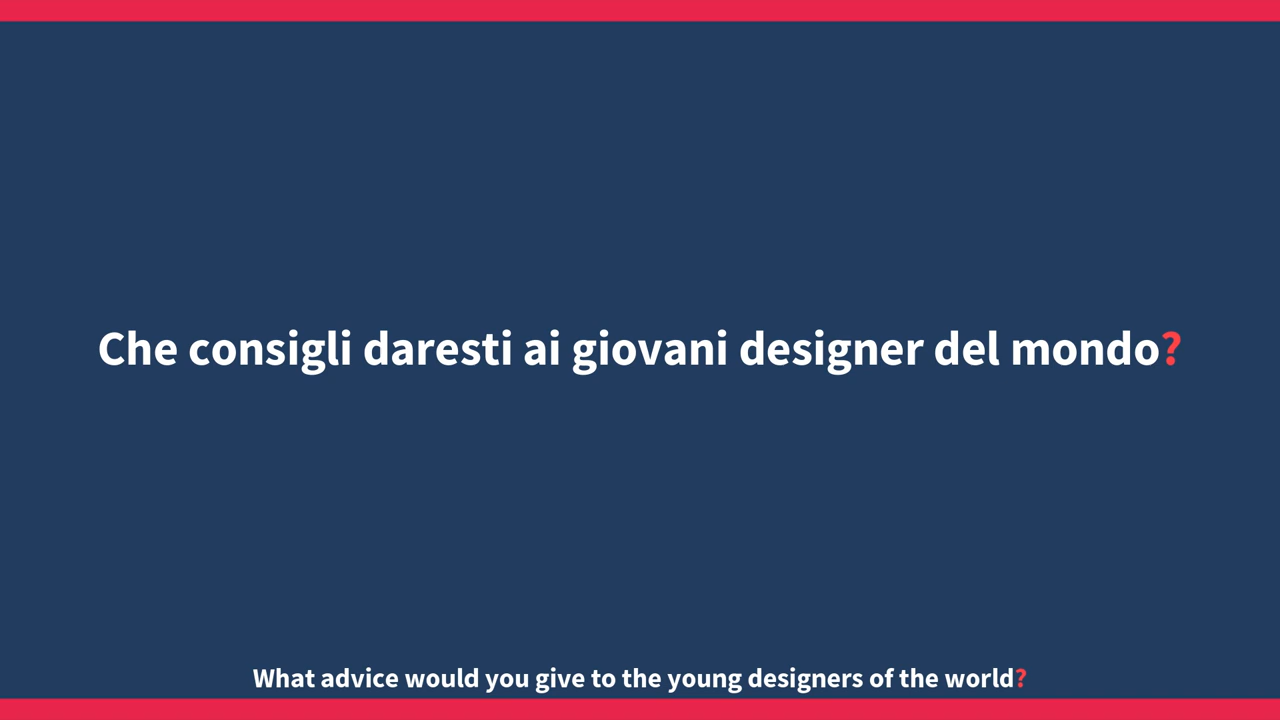 Che consigli daresti ai giovani designer del mondo?
What advice would you give to the young designers of the world?